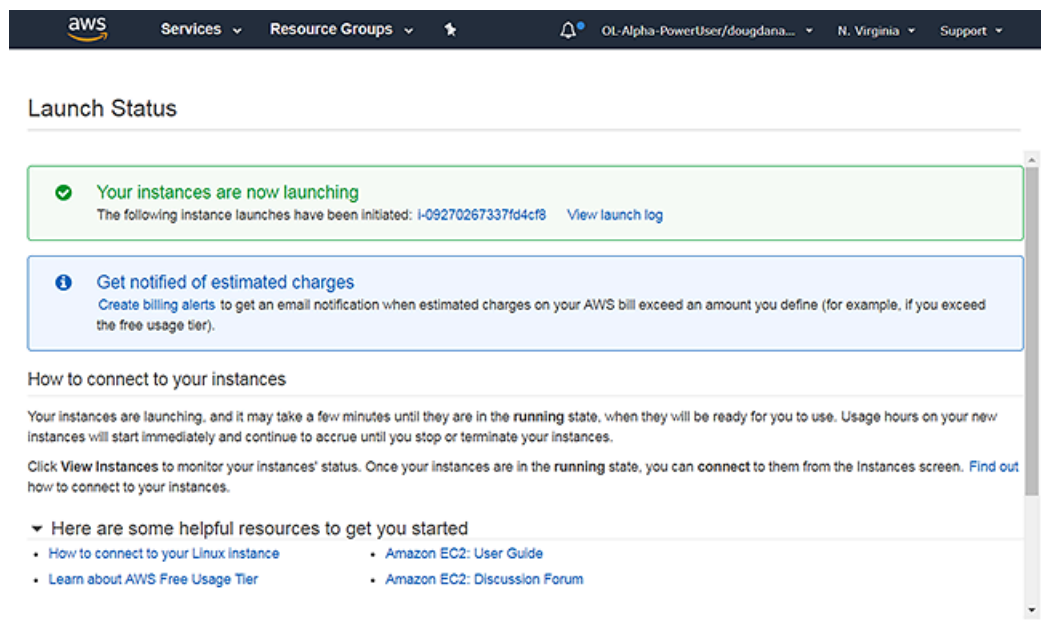 aws Services Resource Groups OL-Alpha-PowerUser/dougdana... N. Virginia Support
Launch Status
Your instances are now launching
The following instance launches have been initiated: i-09270267337fd4cf8 View launch log
Get notified of estimated charges
Create billing alerts to get an email notification when estimated charges on your AWS bill exceed an amount you define (for example, if you exceed
the free usage tier).
How to connect to your instances
Your instances are launching, and it may take a few minutes until they are in the running state, when they will be ready for you to use. Usage hours on your new
instances will start immediately and continue to accrue until you stop or terminate your instances.
Click View Instances to monitor your instances' status. Once your instances are in the running state, you can connect to them from the Instances screen. Find out
how to connect to your instances.
Here are some helpful resources to get you started
• How to connect to your Linux instance • Amazon EC2: User Guide
• Learn about AWS Free Usage Tier • Amazon EC2: Discussion Forum